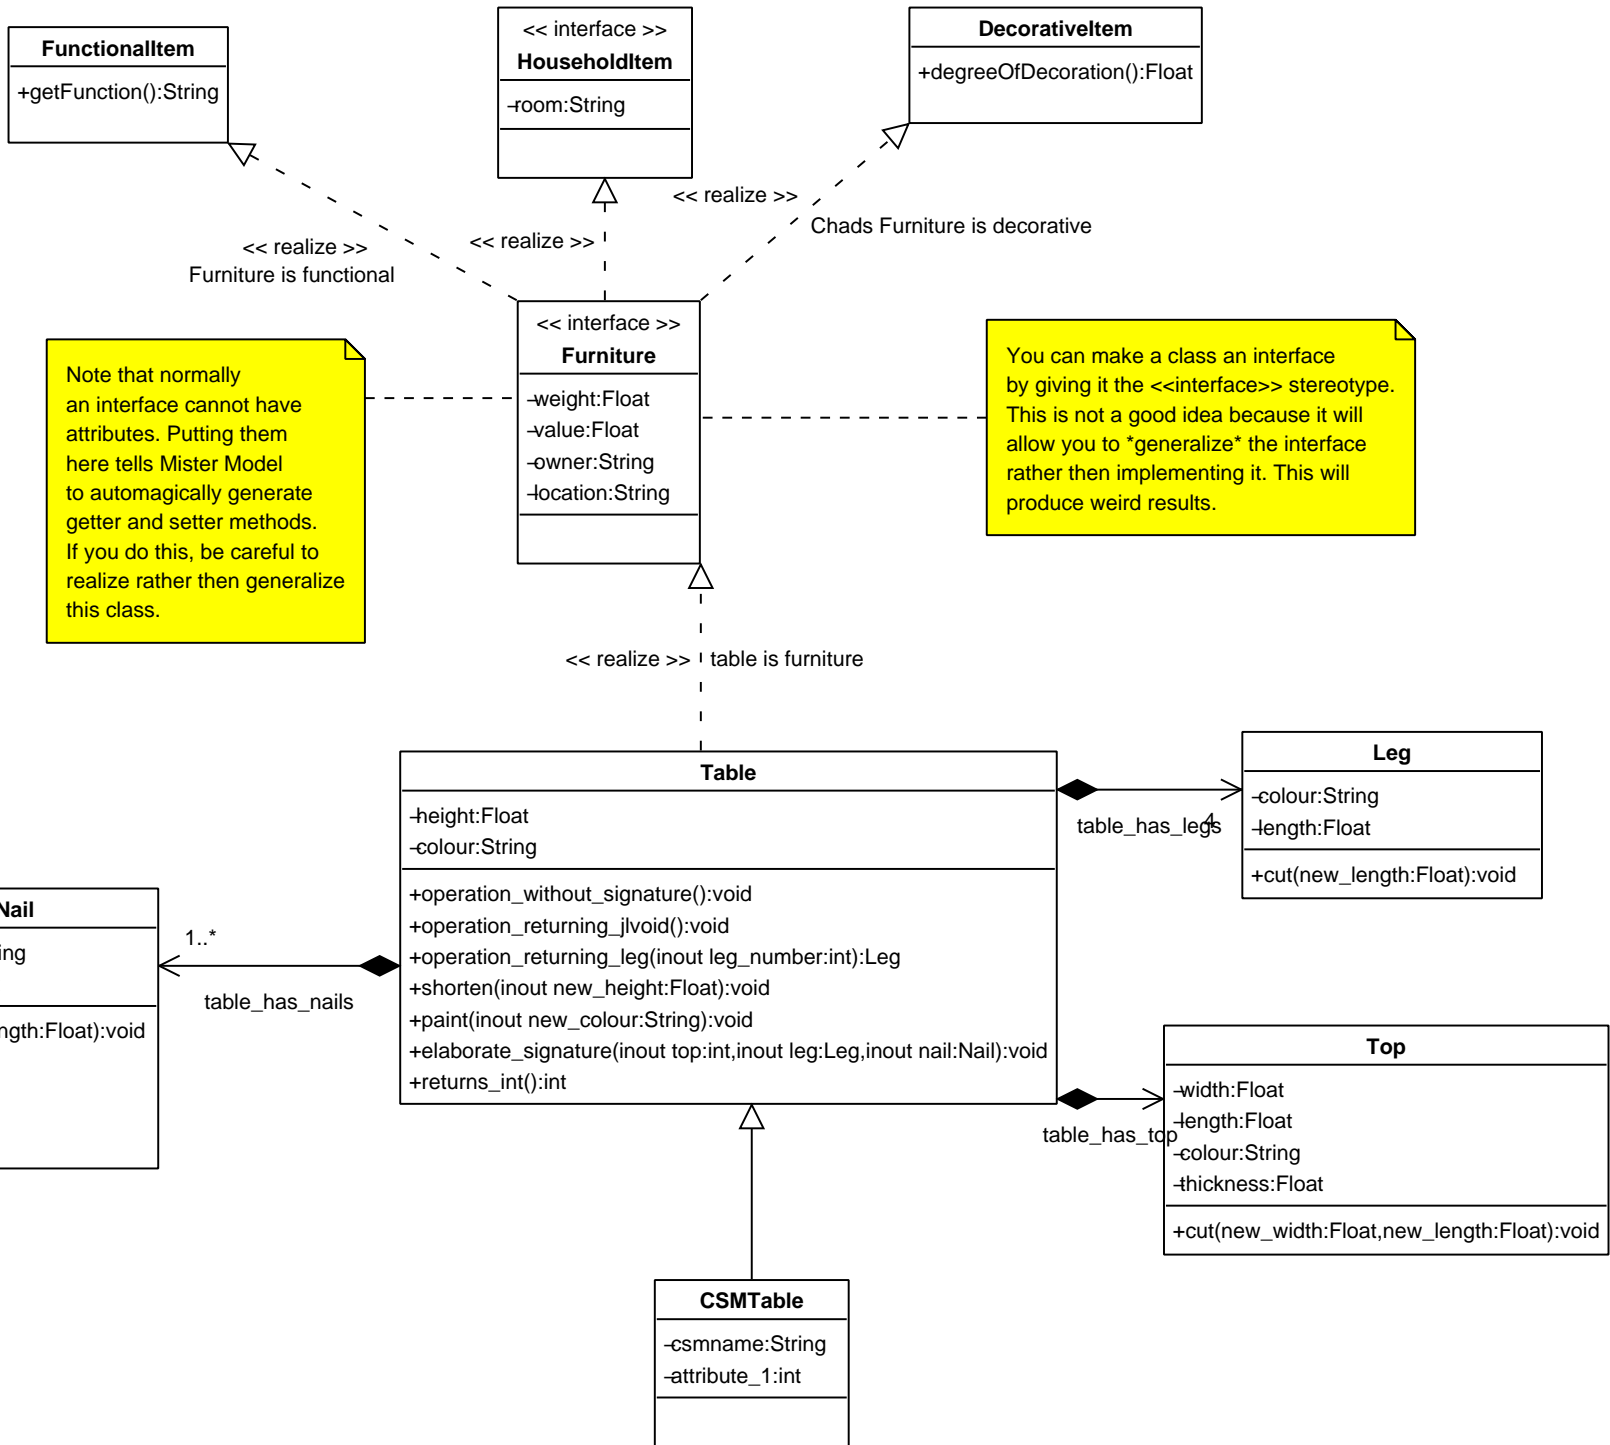 FunctionalItem
+getFunction():String
<< interface >>
HouseholdItem
-room:String
DecorativeItem
+degreeOfDecoration():Float
<< realize >>
Furniture is functional
<< realize >>
<< realize >>
Chads Furniture is decorative
Note that normally
an interface cannot have
attributes. Putting them
here tells Mister Model
to automagically generate
getter and setter methods.
If you do this, be careful to
realize rather then generalize
this class.
<< interface >>
Furniture
-weight:Float
-value:Float
-owner:String
-location:String
You can make a class an interface
by giving it the <<interface>> stereotype.
This is not a good idea because it will
allow you to *generalize* the interface
rather then implementing it. This will
produce weird results.
<< realize >>
table is furniture
Table
-height:Float
-colour:String
+operation_without_signature():void
+operation_returning_jlvoid():void
+operation_returning_leg(inout leg_number:int):Leg
+shorten(inout new_height:Float):void
+paint(inout new_colour:String):void
+elaborate_signature(inout top:int,inout leg:Leg,inout nail:Nail):void
+returns_int():int
table_has_legs
4
Leg
-colour:String
-length:Float
+cut(new_length:Float):void
Nail
ing
ngth:Float):void
1..*
table_has_nails
table_has_top
Top
-width:Float
-length:Float
-colour:String
-thickness:Float
+cut(new_width:Float,new_length:Float):void
CSMTable
-csmname:String
-attribute_1:int